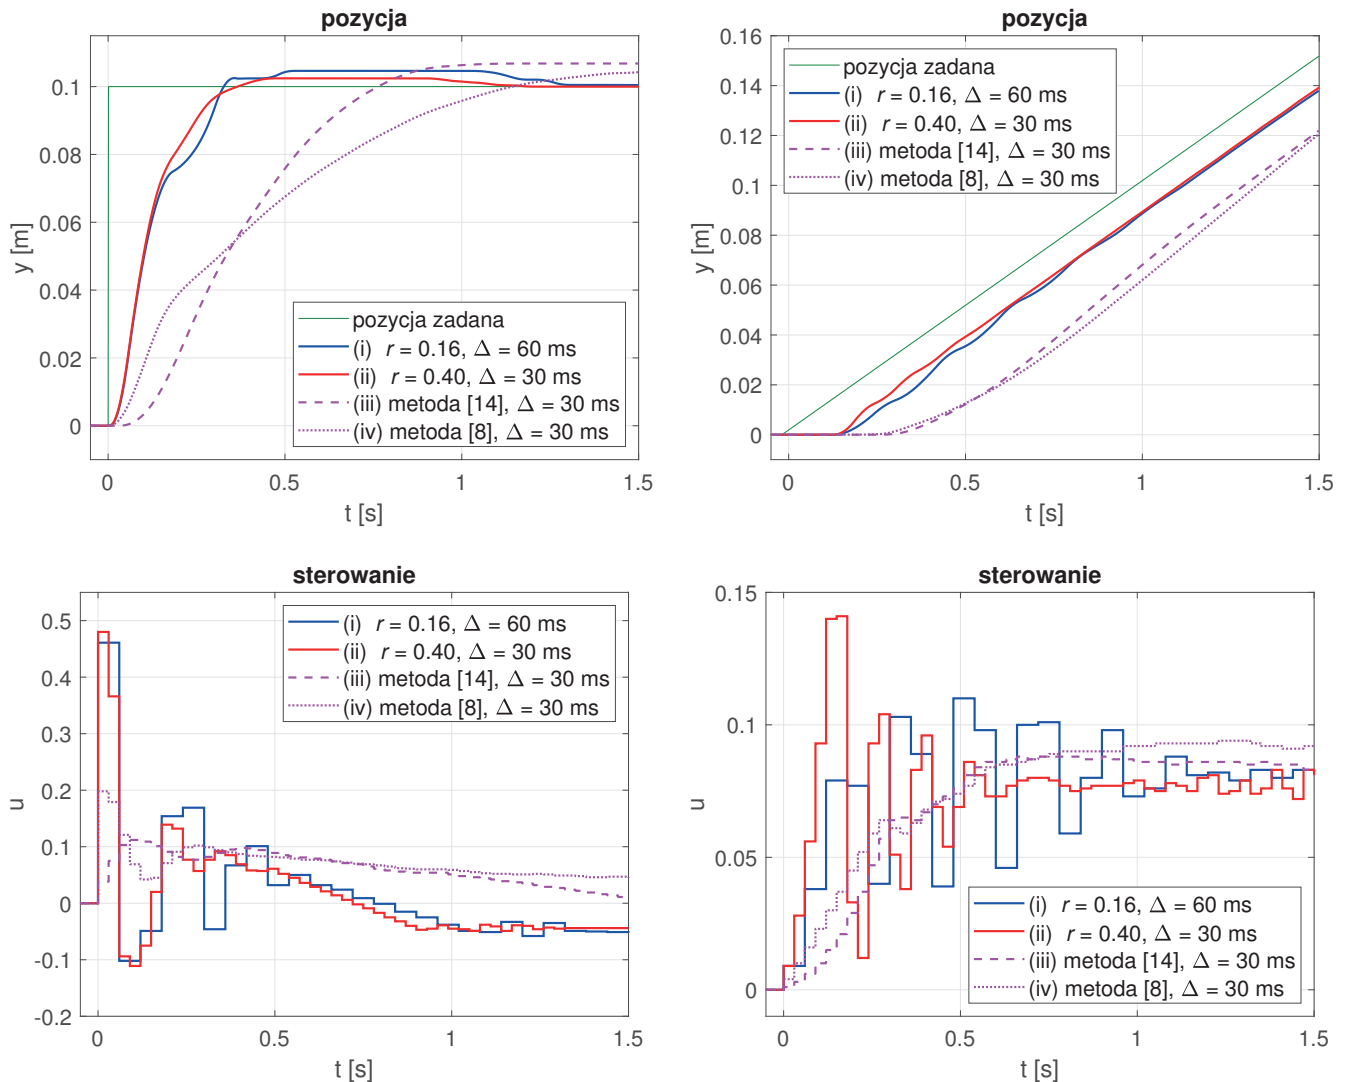 pozycja
0.1
0.08
0.06
0.04
0.02
0
y [m]
pozycja zadana
(i) r = 0.16, Δ = 60 ms
(ii) r = 0.40, Δ = 30 ms
(iii) metoda [14], Δ = 30 ms
(iv) metoda [8], Δ = 30 ms
0 0.5 1 1.5
t [s]
pozycja
0.16
0.14
0.12
0.1
0.08
0.06
0.04
0.02
0
y [m]
pozycja zadana
(i) r = 0.16, Δ = 60 ms
(ii) r = 0.40, Δ = 30 ms
(iii) metoda [14], Δ = 30 ms
(iv) metoda [8], Δ = 30 ms
0 0.5 1 1.5
t [s]
sterowanie
0.5
0.4
0.3
0.2
0.1
0
-0.1
-0.2
u
(i) r = 0.16, Δ = 60 ms
(ii) r = 0.40, Δ = 30 ms
(iii) metoda [14], Δ = 30 ms
(iv) metoda [8], Δ = 30 ms
0 0.5 1 1.5
t [s]
sterowanie
0.15
0.1
0.05
0
u
(i) r = 0.16, Δ = 60 ms
(ii) r = 0.40, Δ = 30 ms
(iii) metoda [14], Δ = 30 ms
(iv) metoda [8], Δ = 30 ms
0 0.5 1 1.5
t [s]